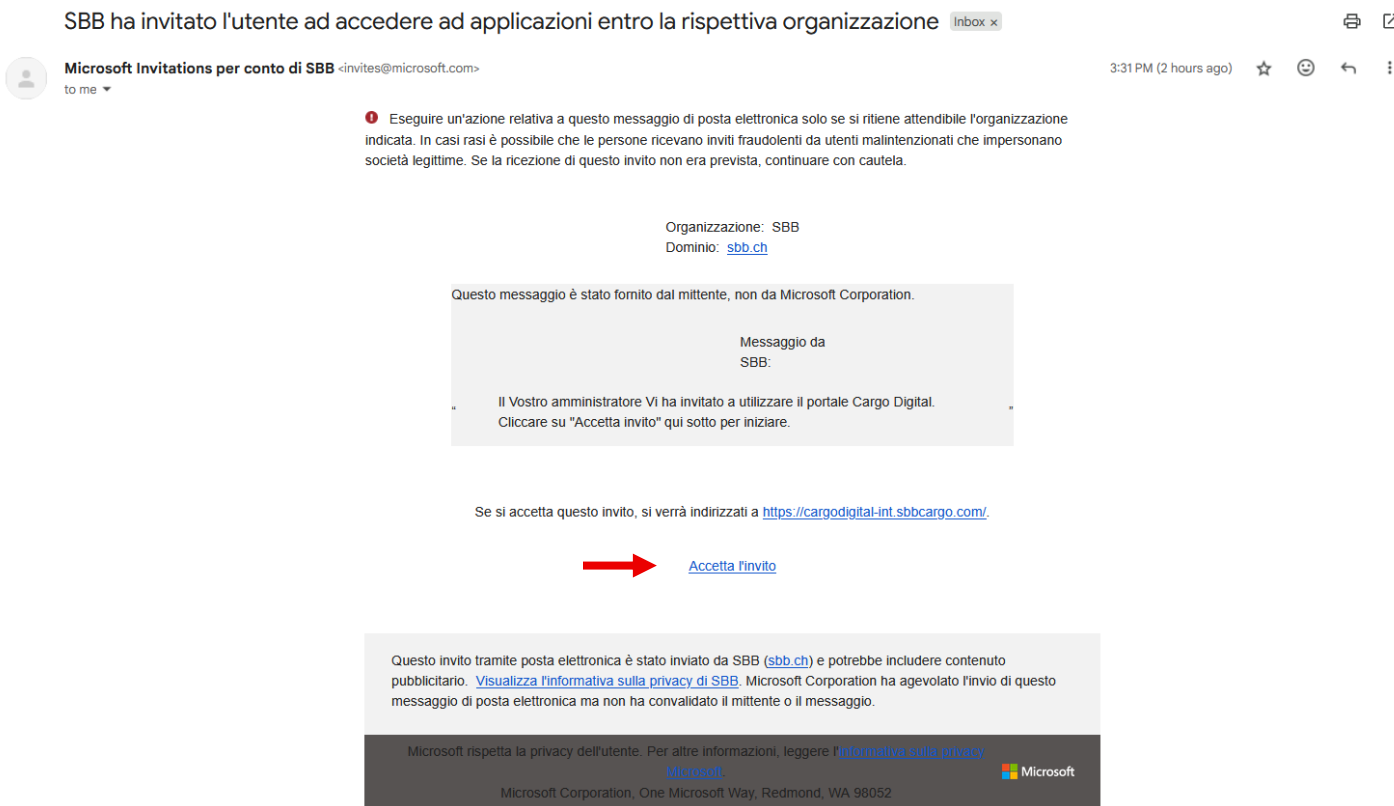 SBB ha invitato l'utente ad accedere ad applicazioni entro la rispettiva organizzazione Inbox x
Microsoft Invitations per conto di SBB <invites@microsoft.com>
3:31 PM (2 hours ago)
to me
Eseguire un'azione relativa a questo messaggio di posta elettronica solo se si ritiene attendibile l'organizzazione
indicata. In casi rasi è possibile che le persone ricevano inviti fraudolenti da utenti malintenzionati che impersonano
società legittime. Se la ricezione di questo invito non era prevista, continuare con cautela.
Organizzazione: SBB
Dominio: sbb.ch
Questo messaggio è stato fornito dal mittente, non da Microsoft Corporation.
Messaggio da
SBB:
“ Il Vostro amministratore Vi ha invitato a utilizzare il portale Cargo Digital. ”
Cliccare su "Accetta invito" qui sotto per iniziare.
Se si accetta questo invito, si verrà indirizzati a https://cargodigital-int.sbbcargo.com/.
Accetta l'invito
Questo invito tramite posta elettronica è stato inviato da SBB (sbb.ch) e potrebbe includere contenuto
pubblicitario. Visualizza l'informativa sulla privacy di SBB. Microsoft Corporation ha agevolato l'invio di questo
messaggio di posta elettronica ma non ha convalidato il mittente o il messaggio.
Microsoft rispetta la privacy dell'utente. Per altre informazioni, leggere l'informativa sulla privacy
Microsoft.
Microsoft
Microsoft Corporation, One Microsoft Way, Redmond, WA 98052